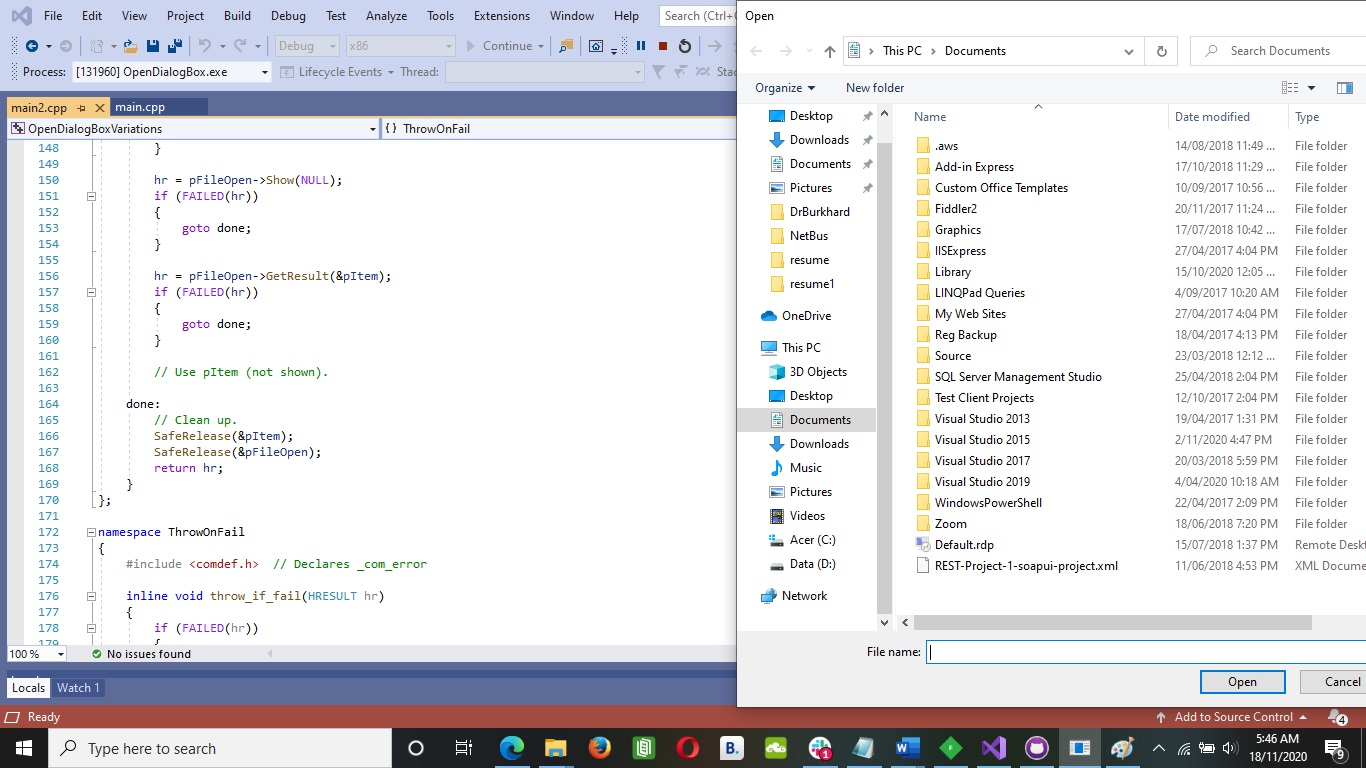 File Edit View Git Project Build Debug Test Analyze Tools Extensions Window Help Search (Ctrl+
Debug x86 Continue
Process: [131960] OpenDialogBox.exe Lifecycle Events Thread: Stac
main2.cpp main.cpp
OpenDialogBoxVariations {} ThrowOnFail
148 }
149
150 hr = pFileOpen->Show(NULL);
151 if (FAILED(hr))
152 {
153 goto done;
154 }
155
156 hr = pFileOpen->GetResult(&pItem);
157 if (FAILED(hr))
158 {
159 goto done;
160 }
161
162 // Use pItem (not shown).
163
164 done:
165 // Clean up.
166 SafeRelease(&pItem);
167 SafeRelease(&pFileOpen);
168 return hr;
169 }
170 };
171
172 namespace ThrowOnFail
173 {
174 #include <comdef.h> // Declares _com_error
175
176 inline void throw_if_fail(HRESULT hr)
177 {
178 if (FAILED(hr))
179 {
100 % No issues found
Locals Watch 1
Ready Add to Source Control 4
Open
This PC Documents Search Documents
Organize New folder
Desktop
Downloads
Documents
Pictures
DrBurkhard
NetBus
resume
resume1
OneDrive
This PC
3D Objects
Desktop
Documents
Downloads
Music
Pictures
Videos
Acer (C:)
Data (D:)
Network
Name Date modified Type
.aws 14/08/2018 11:49 ... File folder
Add-in Express 17/10/2018 11:29 ... File folder
Custom Office Templates 10/09/2017 10:56 ... File folder
Fiddler2 20/11/2017 11:24 ... File folder
Graphics 17/07/2018 10:42 ... File folder
IISExpress 27/04/2017 4:04 PM File folder
Library 15/10/2020 12:05 ... File folder
LINQPad Queries 4/09/2017 10:20 AM File folder
My Web Sites 27/04/2017 4:04 PM File folder
Reg Backup 18/04/2017 4:13 PM File folder
Source 23/03/2018 12:12 ... File folder
SQL Server Management Studio 25/04/2018 2:04 PM File folder
Test Client Projects 12/10/2017 2:04 PM File folder
Visual Studio 2013 19/04/2017 1:31 PM File folder
Visual Studio 2015 2/11/2020 4:47 PM File folder
Visual Studio 2017 20/03/2018 5:59 PM File folder
Visual Studio 2019 4/04/2020 10:18 AM File folder
WindowsPowerShell 22/04/2017 2:09 PM File folder
Zoom 18/06/2018 7:20 PM File folder
Default.rdp 15/07/2018 1:37 PM Remote Deskt
REST-Project-1-soapui-project.xml 11/06/2018 4:53 PM XML Docume
File name:
Open Cancel
Type here to search B. W 1 5:46 AM
18/11/2020 9